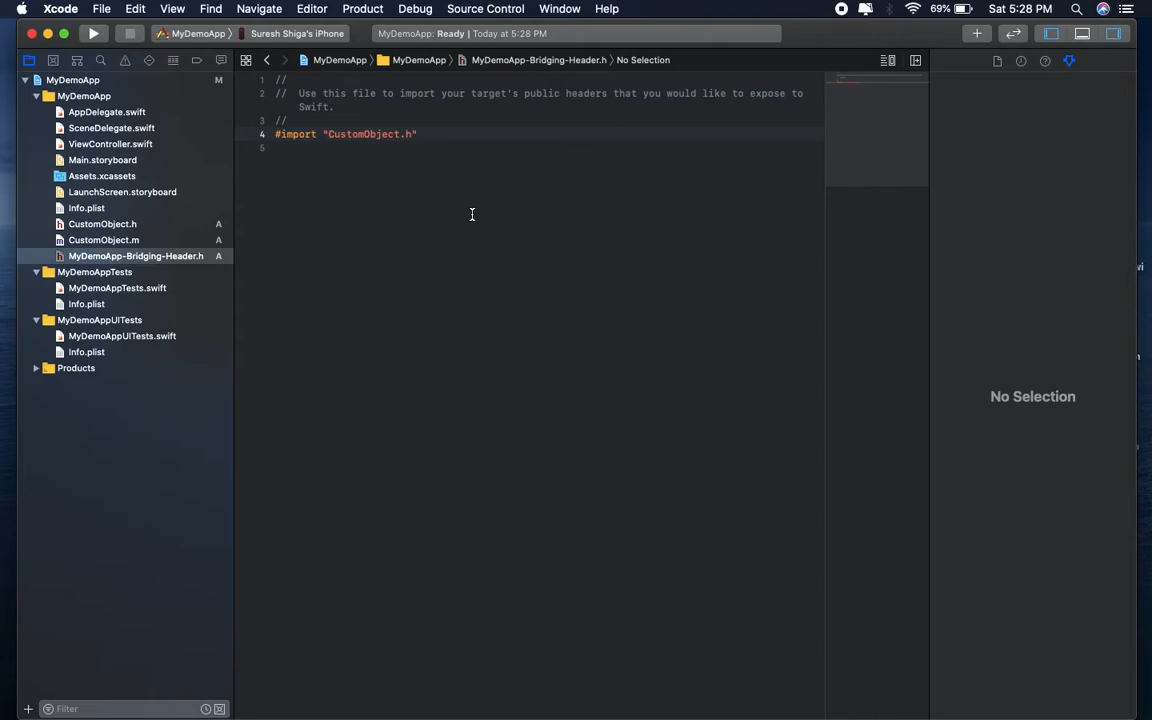 Xcode File Edit View Find Navigate Editor Product Debug Source Control Window Help 69% Sat 5:28 PM
MyDemoApp Suresh Shiga's iPhone MyDemoApp: Ready | Today at 5:28 PM
MyDemoApp MyDemoApp MyDemoApp-Bridging-Header.h No Selection
MyDemoApp M
MyDemoApp
AppDelegate.swift
SceneDelegate.swift
ViewController.swift
Main.storyboard
Assets.xcassets
LaunchScreen.storyboard
Info.plist
CustomObject.h A
CustomObject.m A
MyDemoApp-Bridging-Header.h A
MyDemoAppTests
MyDemoAppTests.swift
Info.plist
MyDemoAppUITests
MyDemoAppUITests.swift
Info.plist
Products
Filter
1 //
2 // Use this file to import your target's public headers that you would like to expose to
Swift.
3 //
4 #import "CustomObject.h"
5
No Selection